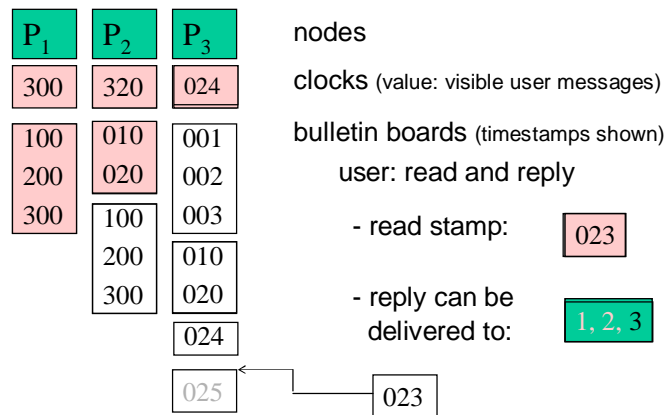 P1 P2 P3 nodes
300 320 024 clocks (value: visible user messages)
100 010 001 bulletin boards (timestamps shown)
200 020 002 user: read and reply
300 003
100 - read stamp: 023
200 010
300 020 - reply can be
024 delivered to: 1, 2, 3
025 023